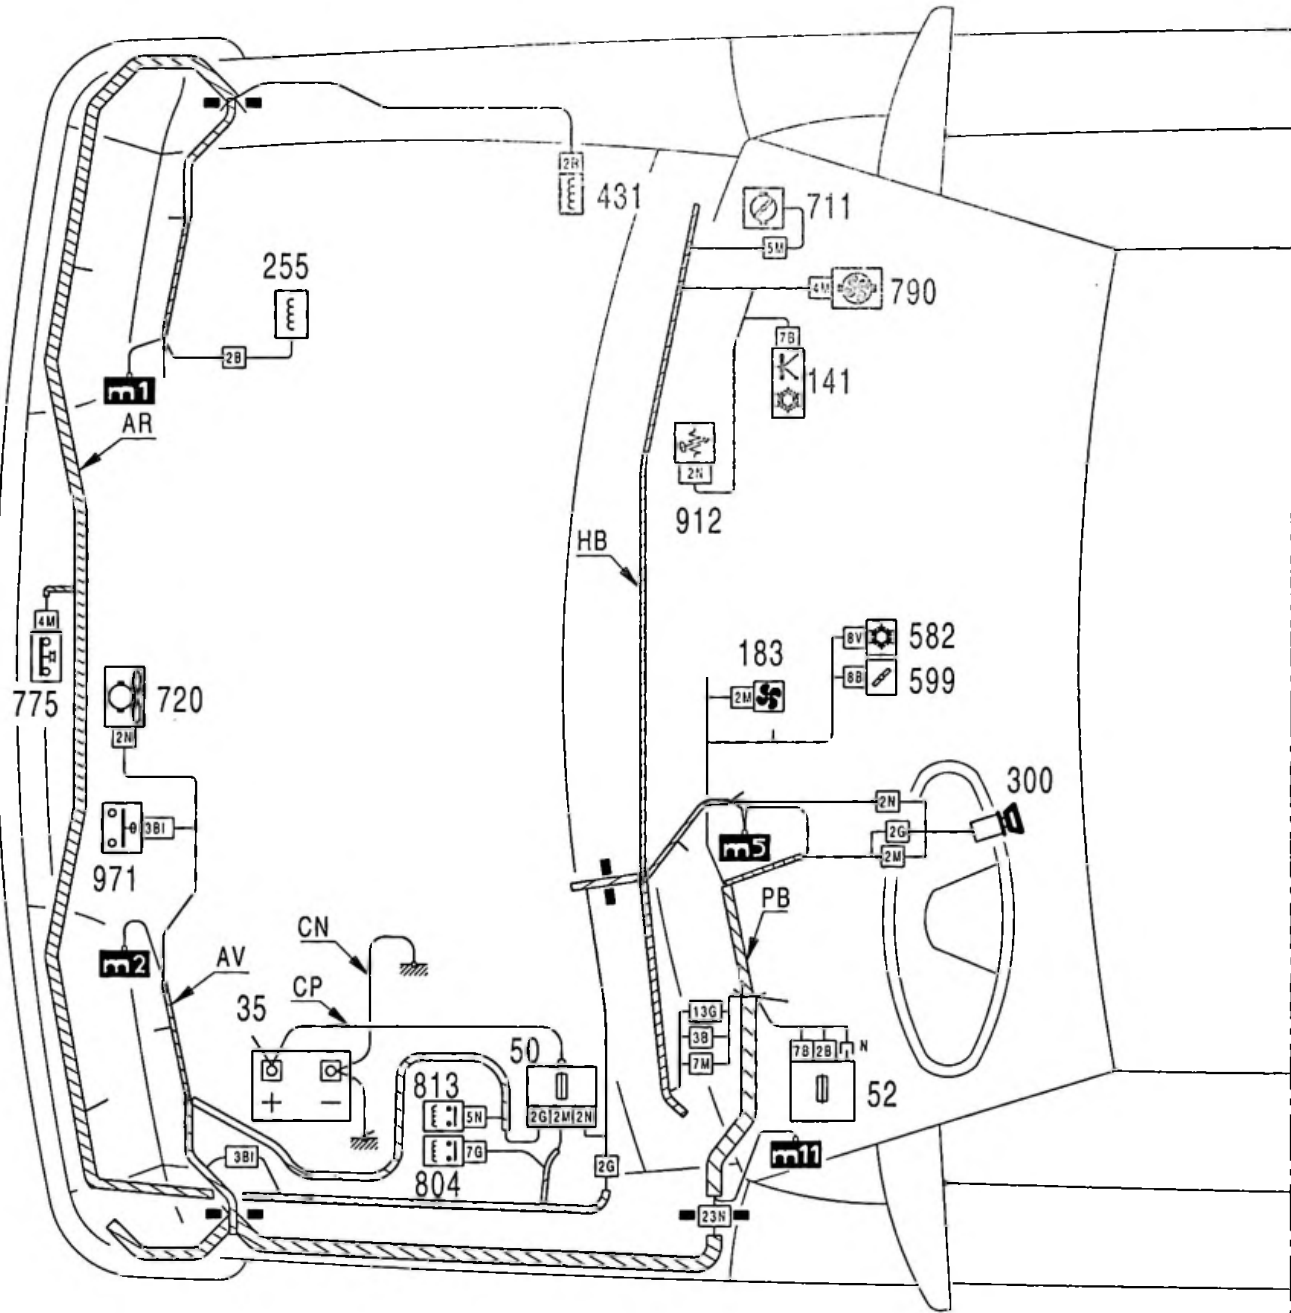 2R
431
711
5M
255
4M
790
7B
141
2B
m1
AR
2N
912
HB
4M
775
720
2N
8V
582
183
2M
8BI
599
300
2N
2G
2M
m5
3BI
971
PB
CN
m2
AV
CP
35
13G
3B
7M
50
7B
2B
N
52
+
−
813
5N
2G
2M
2N
804
7G
3BI
2G
m11
23N